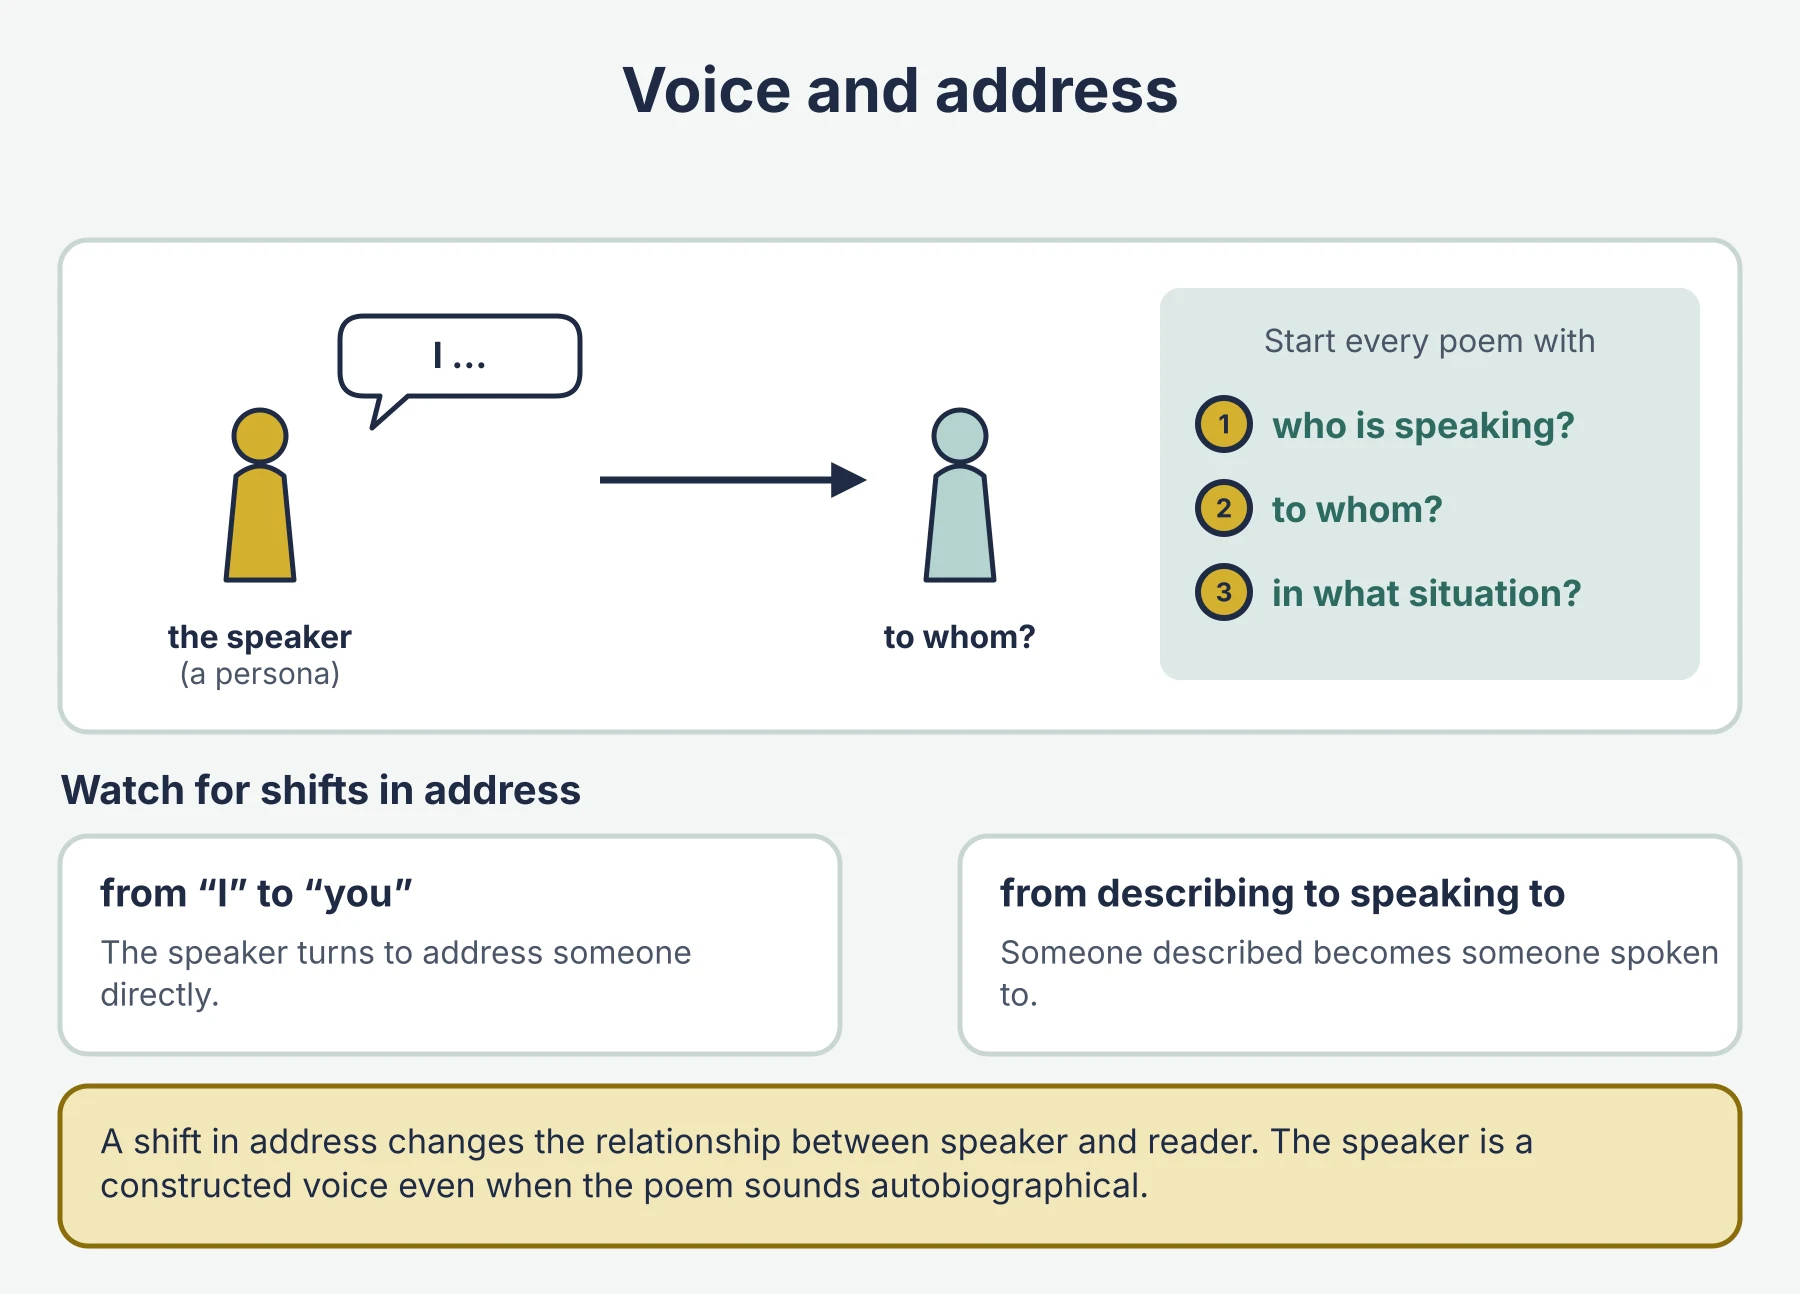 Voice and address
I ...
the speaker
(a persona)
to whom?
Start every poem with
1 who is speaking?
2 to whom?
3 in what situation?
Watch for shifts in address
from “I” to “you”
The speaker turns to address someone
directly.
from describing to speaking to
Someone described becomes someone spoken
to.
A shift in address changes the relationship between speaker and reader. The speaker is a
constructed voice even when the poem sounds autobiographical.